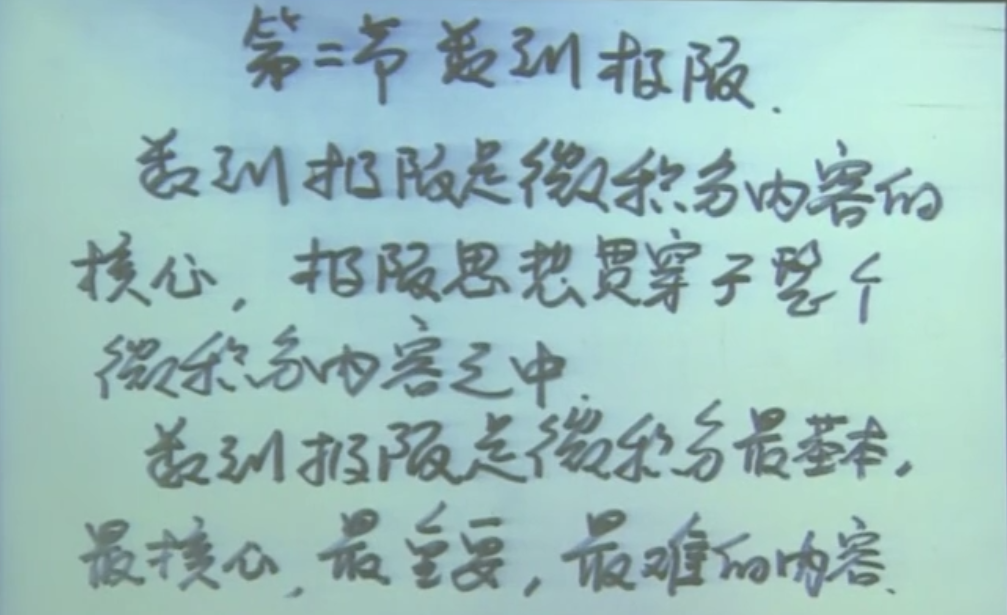 第二节 数列极限.
数列极限是微积分内容的
核心, 极限思想贯穿于整个
微积分内容之中.
数列极限是微积分最基本,
最核心, 最重要, 最难的内容.